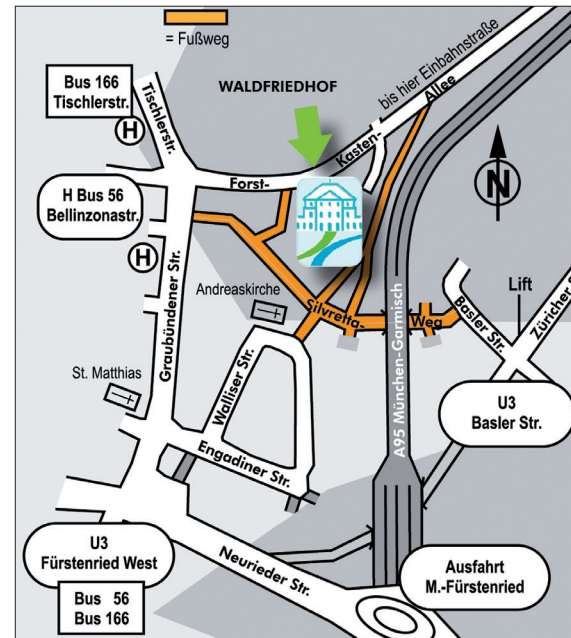 = Fußweg
Bus 166
Tischlerstr.
H
Tischlerstr.
WALDFRIEDHOF
bis hier Einbahnstraße
Forst-
Kasten-
Allee
N
H Bus 56
Bellinzonastr.
H
Graubündener Str.
Andreaskirche
Silvretta-
Weg
Basler Str.
Lift
Züricher S
St. Matthias
Walliser Str.
A95 München-Garmisch
U3
Basler Str.
Engadiner Str.
U3
Fürstenried West
Neurieder Str.
Ausfahrt
M.-Fürstenried
Bus 56
Bus 166